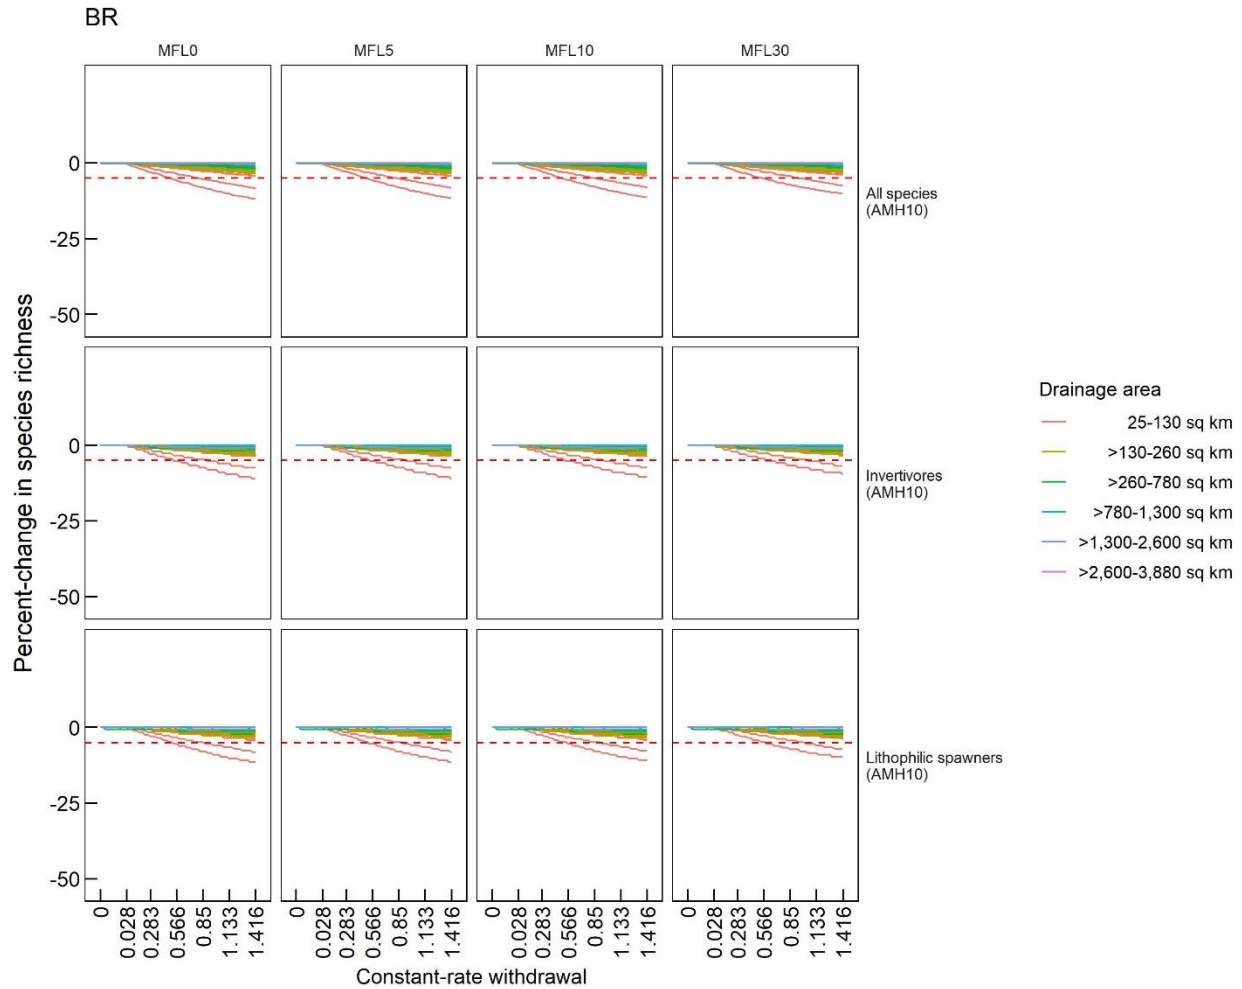 BR
MFL0 MFL5 MFL10 MFL30
Percent-change in species richness
0
-25
-50
All species
(AMH10)
0
-25
-50
Invertivores
(AMH10)
0
-25
-50
Lithophilic spawners
(AMH10)
0 0.028 0.283 0.566 0.85 1.133 1.416 0 0.028 0.283 0.566 0.85 1.133 1.416 0 0.028 0.283 0.566 0.85 1.133 1.416 0 0.028 0.283 0.566 0.85 1.133 1.416
Constant-rate withdrawal
Drainage area
25-130 sq km
>130-260 sq km
>260-780 sq km
>780-1,300 sq km
>1,300-2,600 sq km
>2,600-3,880 sq km